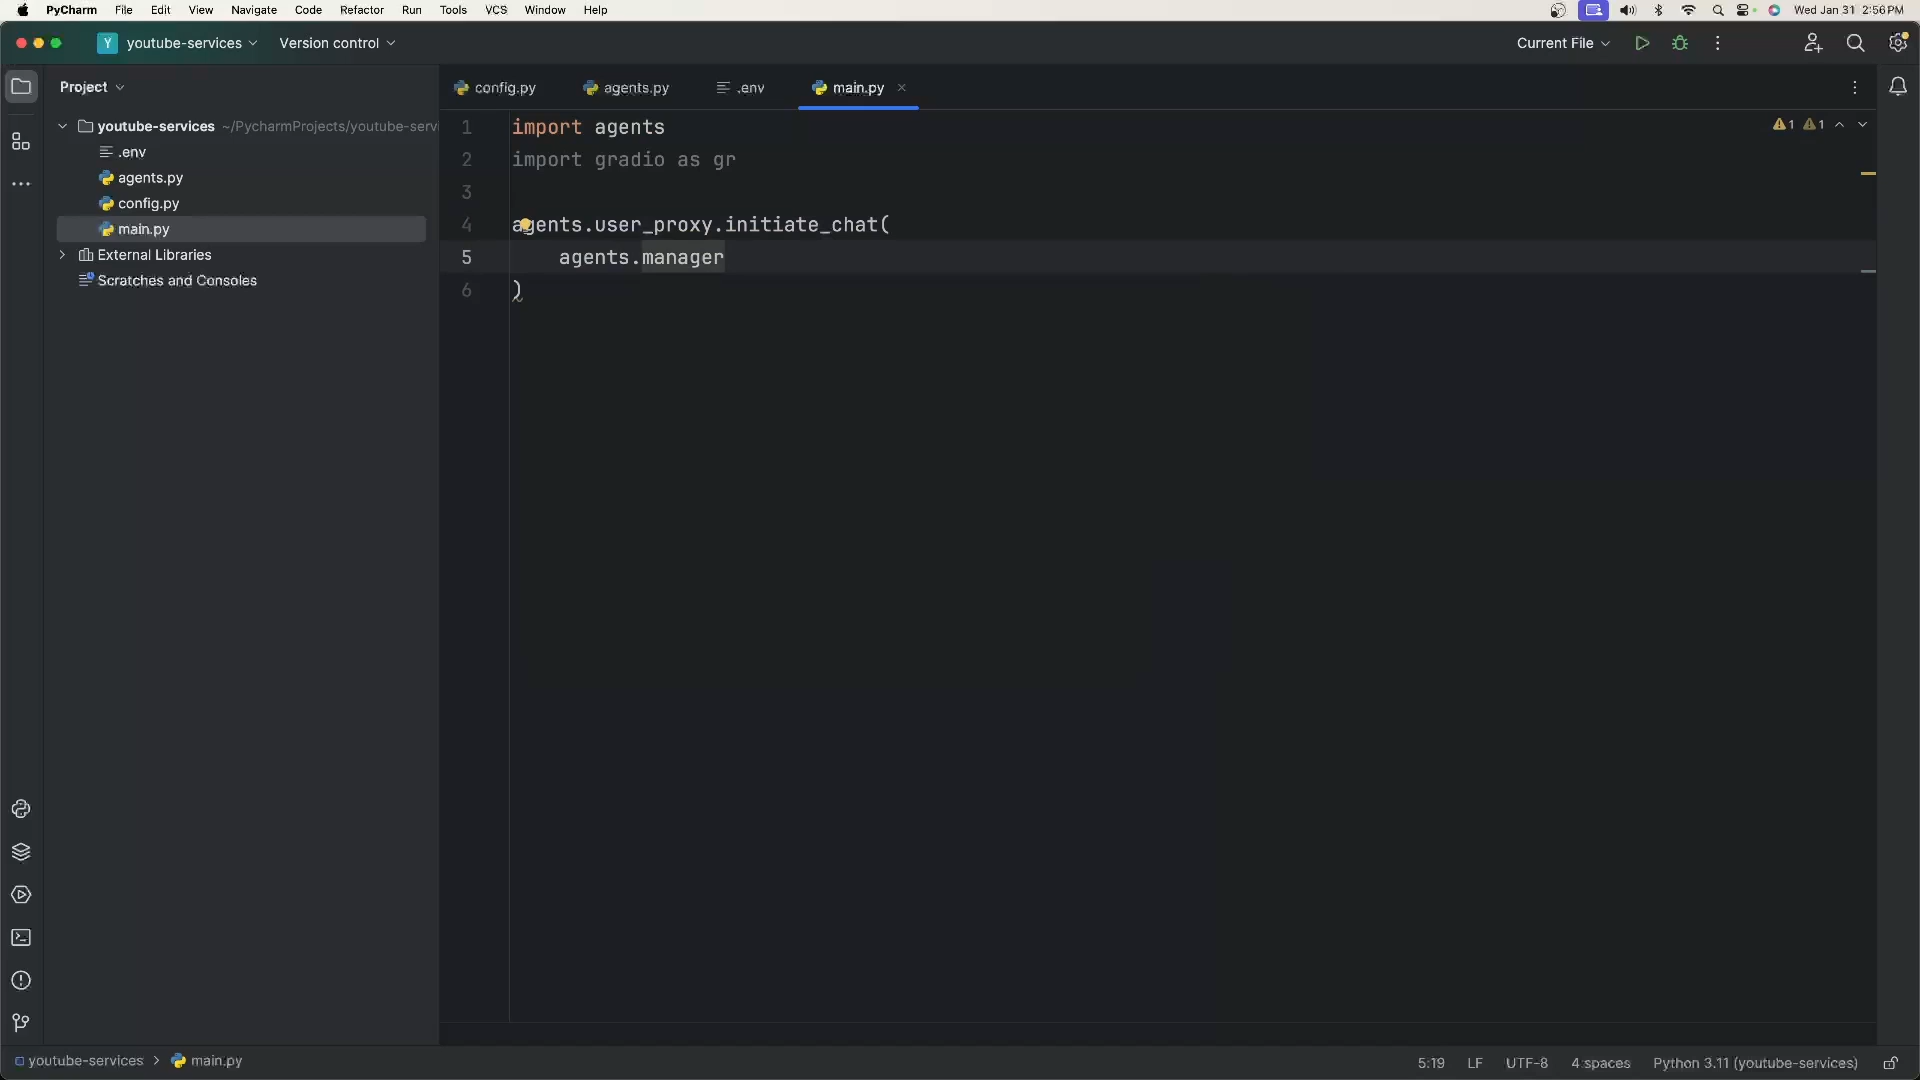 PyCharm File Edit View Navigate Code Refactor Run Tools VCS Window Help Wed Jan 31 2:56 PM
Y youtube-services Version control Current File
Project config.py agents.py .env main.py
youtube-services ~/PycharmProjects/youtube-servi
.env
agents.py
config.py
main.py
External Libraries
Scratches and Consoles
1 import agents 1 1
2 import gradio as gr
3
4 agents.user_proxy.initiate_chat(
5 agents.manager
6 )
youtube-services main.py 5:19 LF UTF-8 4 spaces Python 3.11 (youtube-services)